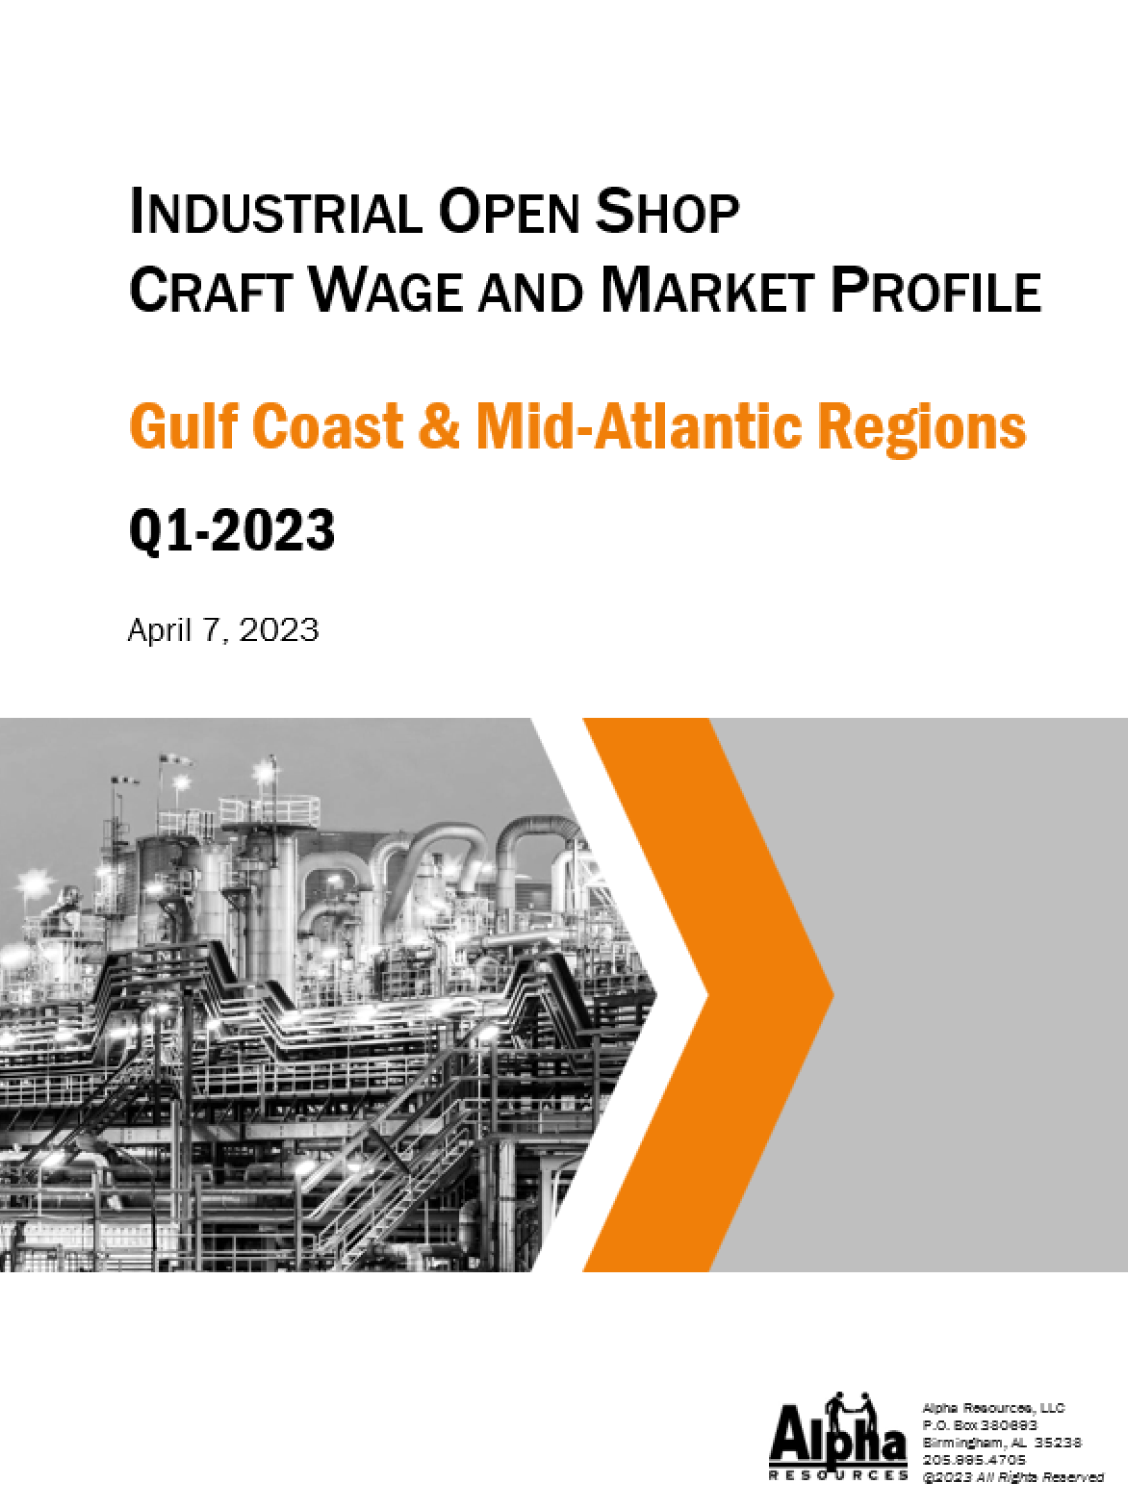 INDUSTRIAL OPEN SHOP
CRAFT WAGE AND MARKET PROFILE
Gulf Coast & Mid-Atlantic Regions
Q1-2023
April 7, 2023
Alpha
RESOURCES
Alpha Resources, LLC
P.O. Box 380693
Birmingham, AL 35238
205.995.4705
©2023 All Rights Reserved